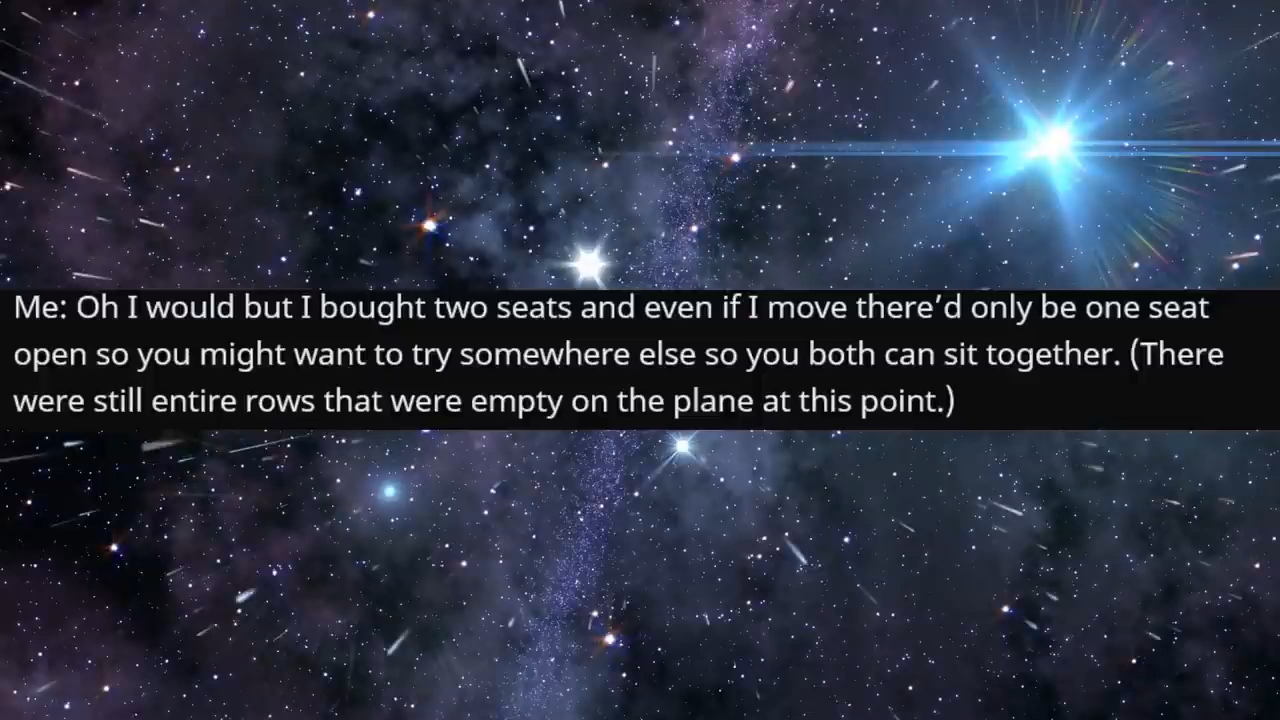 Me: Oh I would but I bought two seats and even if I move there’d only be one seat
open so you might want to try somewhere else so you both can sit together. (There
were still entire rows that were empty on the plane at this point.)